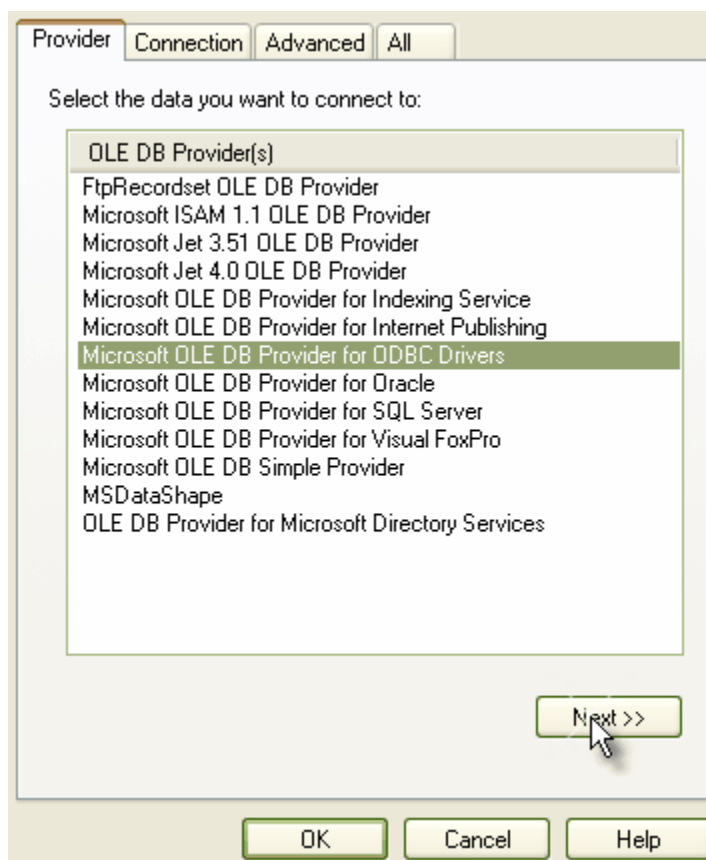 Provider Connection Advanced All
Select the data you want to connect to:
OLE DB Provider(s)
FtpRecordset OLE DB Provider
Microsoft ISAM 1.1 OLE DB Provider
Microsoft Jet 3.51 OLE DB Provider
Microsoft Jet 4.0 OLE DB Provider
Microsoft OLE DB Provider for Indexing Service
Microsoft OLE DB Provider for Internet Publishing
Microsoft OLE DB Provider for ODBC Drivers
Microsoft OLE DB Provider for Oracle
Microsoft OLE DB Provider for SQL Server
Microsoft OLE DB Provider for Visual FoxPro
Microsoft OLE DB Simple Provider
MSDataShape
OLE DB Provider for Microsoft Directory Services
Next >>
OK Cancel Help